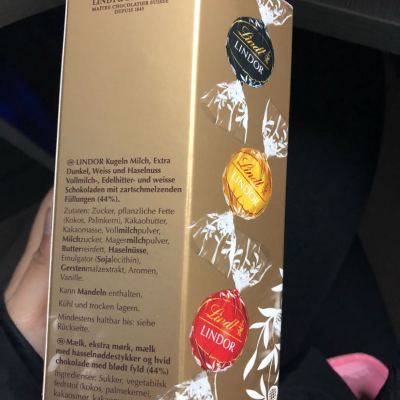 MAÎTRE CHOCOLATIER SUISSE
DEPUIS 1845
Lindt
LINDOR
Lindt
LINDOR
Lindt
LINDOR
LINDOR Kugeln Milch, Extra
Dunkel, Weiss und Haselnuss
Vollmilch-, Edelbitter- und weisse
Schokoladen mit zartschmelzenden
Füllungen (44%).
Zutaten: Zucker, pflanzliche Fette
(Kokos, Palmkern), Kakaobutter,
Kakaomasse, Vollmilchpulver,
Milchzucker, Magermilchpulver,
Butterreinfett, Haselnüsse,
Emulgator (Sojalecithin),
Gerstenmalzextrakt, Aromen,
Vanille.
Kann Mandeln enthalten.
Kühl und trocken lagern.
Mindestens haltbar bis: siehe
Rückseite.
Mælk, ekstra mørk, mælk
med hasselnøddestykker og hvid
chokolade med blødt fyld (44%)
Ingredienser: Sukker, vegetabilsk
fedtstof (kokos, palmekerne),